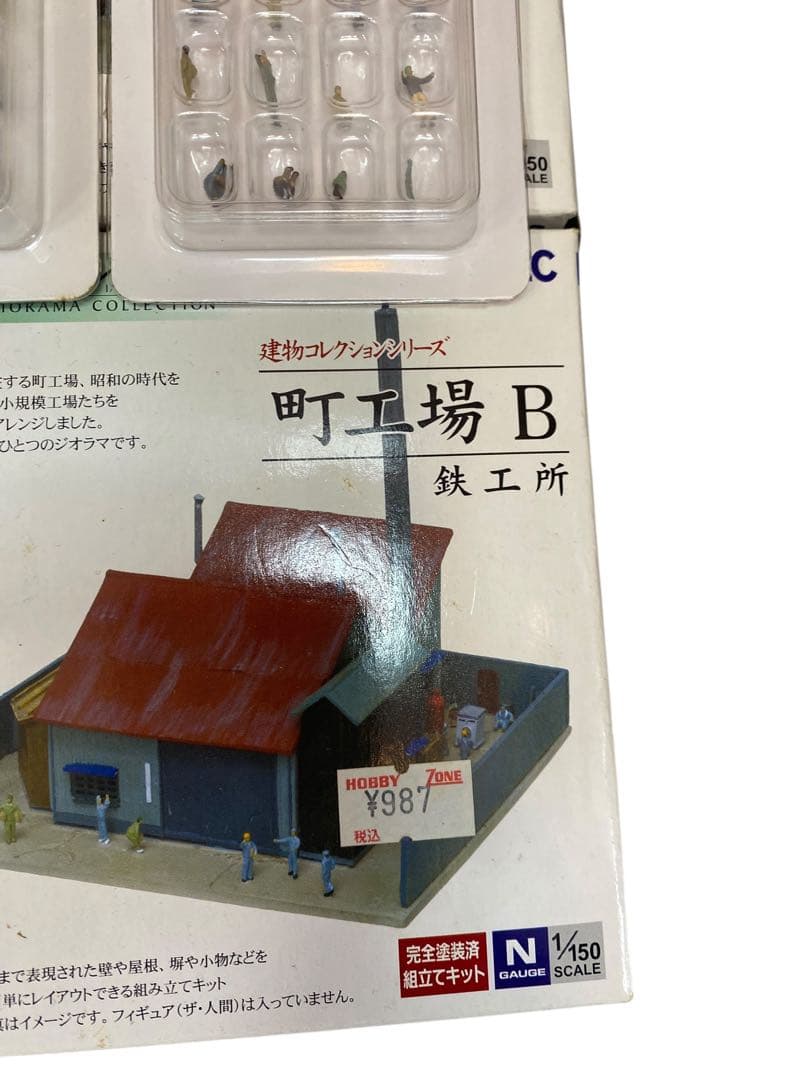 50
ALE
C
IORAMA COLLECTION
建物コレクションシリーズ
する町工場、昭和の時代を
小規模工場たちを
アレンジしました。
ひとつのジオラマです。
町工場 B
鉄工所
HOBBY ZONE
¥987
税込
まで表現された壁や屋根、塀や小物などを
単にレイアウトできる組み立てキット
はイメージです。フィギュア(ザ・人間)は入っていません。
完全塗装済
組立てキット
N
GAUGE
1/150
SCALE